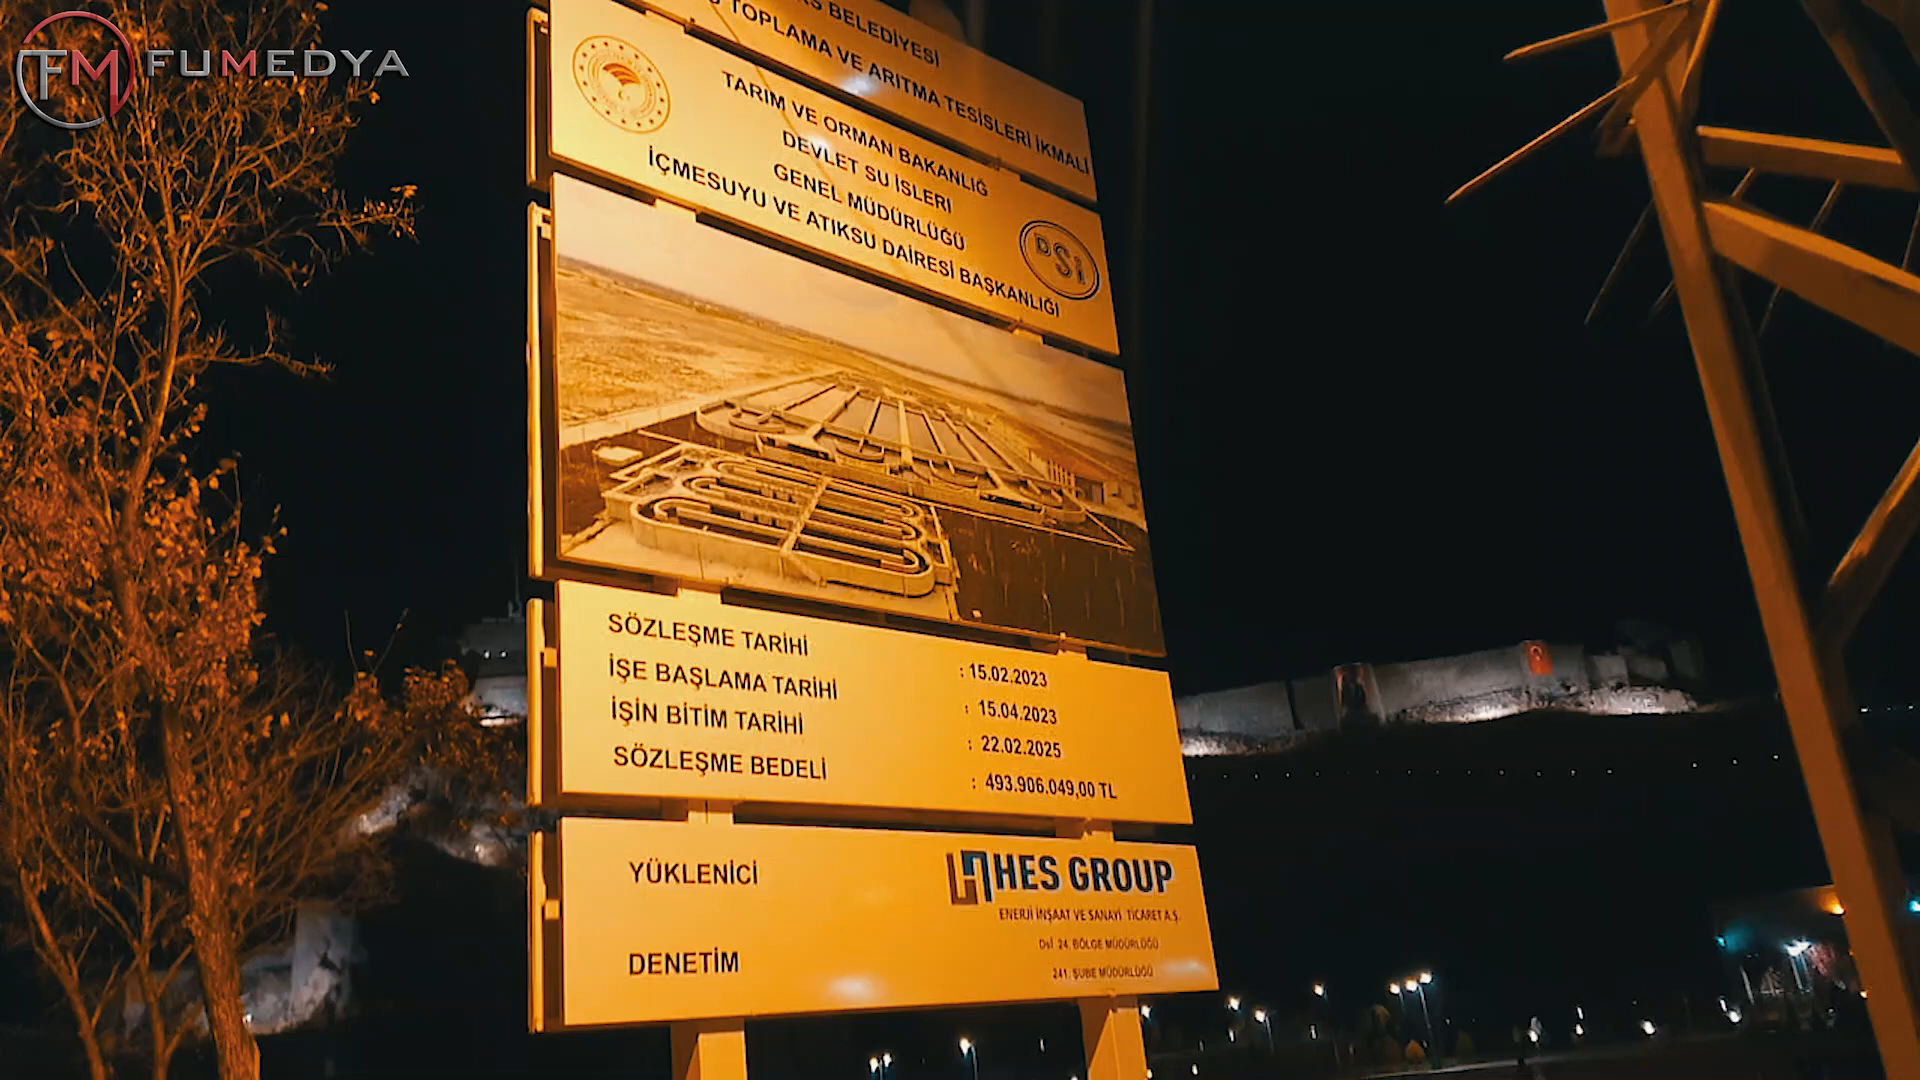 FM FUMEDYA
BELEDİYESİ
TOPLAMA VE ARITMA TESİSLERİ İKMALİ
TARIM VE ORMAN BAKANLIĞ
DEVLET SU İSLERI
GENEL MÜDÜRLÜĞÜ
İÇMESUYU VE ATIKSU DAİRESİ BAŞKANLIĞI
DSİ
SÖZLEŞME TARİHİ : 15.02.2023
İŞE BAŞLAMA TARİHİ : 15.04.2023
İŞİN BİTİM TARİHİ : 22.02.2025
SÖZLEŞME BEDELİ : 493.906.049,00 TL
YÜKLENİCİ
HES GROUP
ENERJİ İNŞAAT VE SANAYİ TİCARET A.Ş.
DENETİM
DSİ 24. BÖLGE MÜDÜRLÜĞÜ
241. ŞUBE MÜDÜRLÜĞÜ